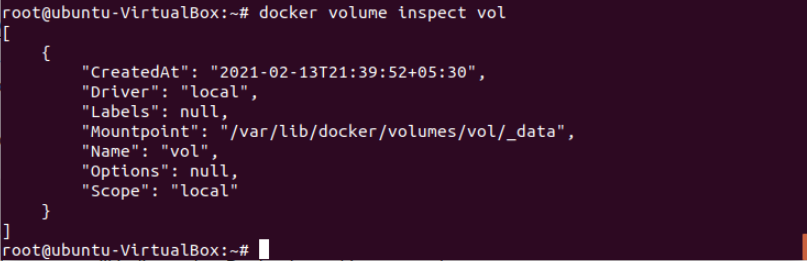 root@ubuntu-VirtualBox:~# docker volume inspect vol
[
    {
        "CreatedAt": "2021-02-13T21:39:52+05:30",
        "Driver": "local",
        "Labels": null,
        "Mountpoint": "/var/lib/docker/volumes/vol/_data",
        "Name": "vol",
        "Options": null,
        "Scope": "local"
    }
]
root@ubuntu-VirtualBox:~#